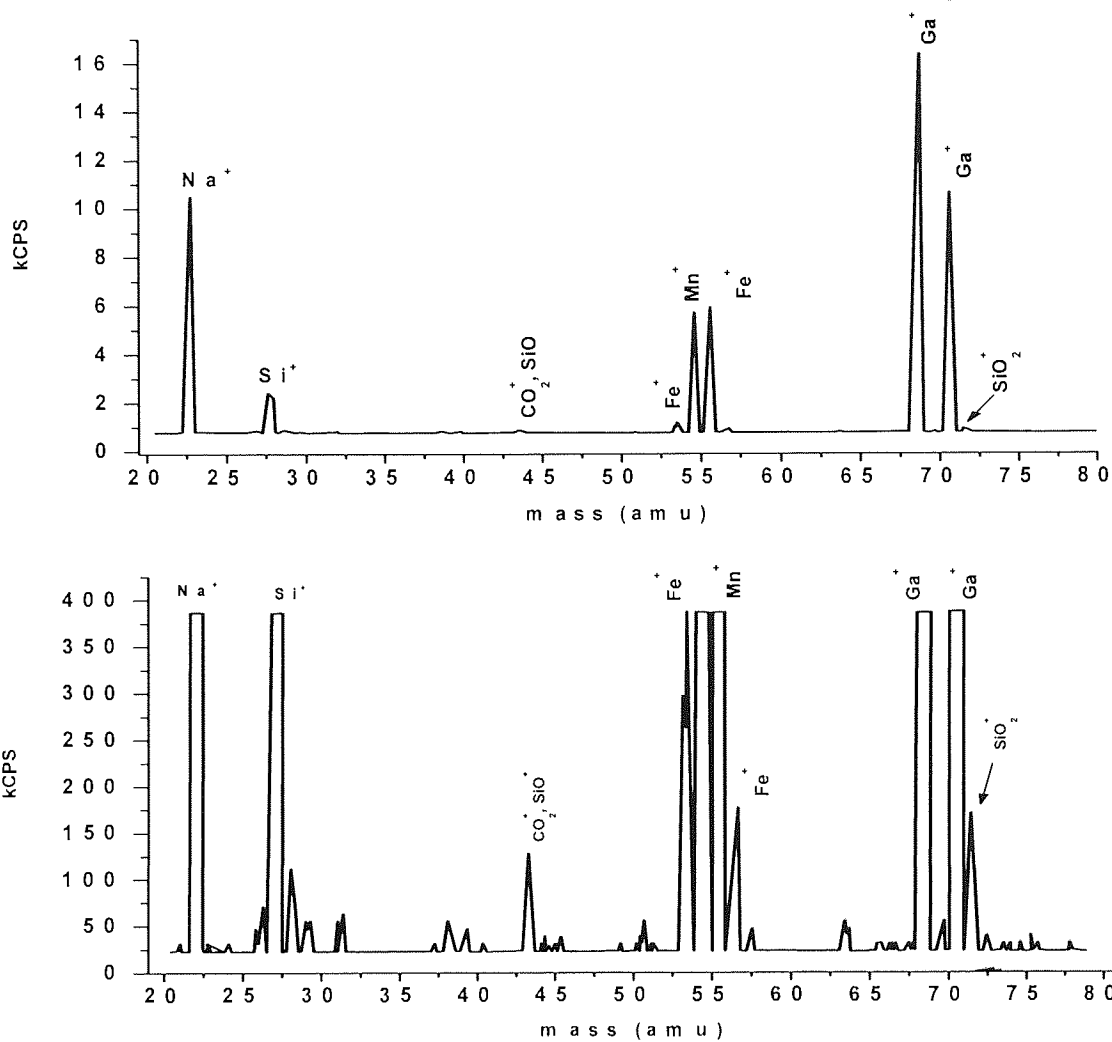 Ga+
16
14
12
10
8
6
4
2
0
kCPS
Na+
Si+
CO2+, SiO
Fe+
Mn+
Fe+
Ga+
SiO2+
20 25 30 35 40 45 50 55 60 65 70 75 80
mass (amu)
400
350
300
250
200
150
100
50
0
kCPS
Na+
Si+
CO2+, SiO+
Fe+
Mn+
Fe+
Ga+
Ga+
SiO2+
20 25 30 35 40 45 50 55 60 65 70 75 80
mass (amu)